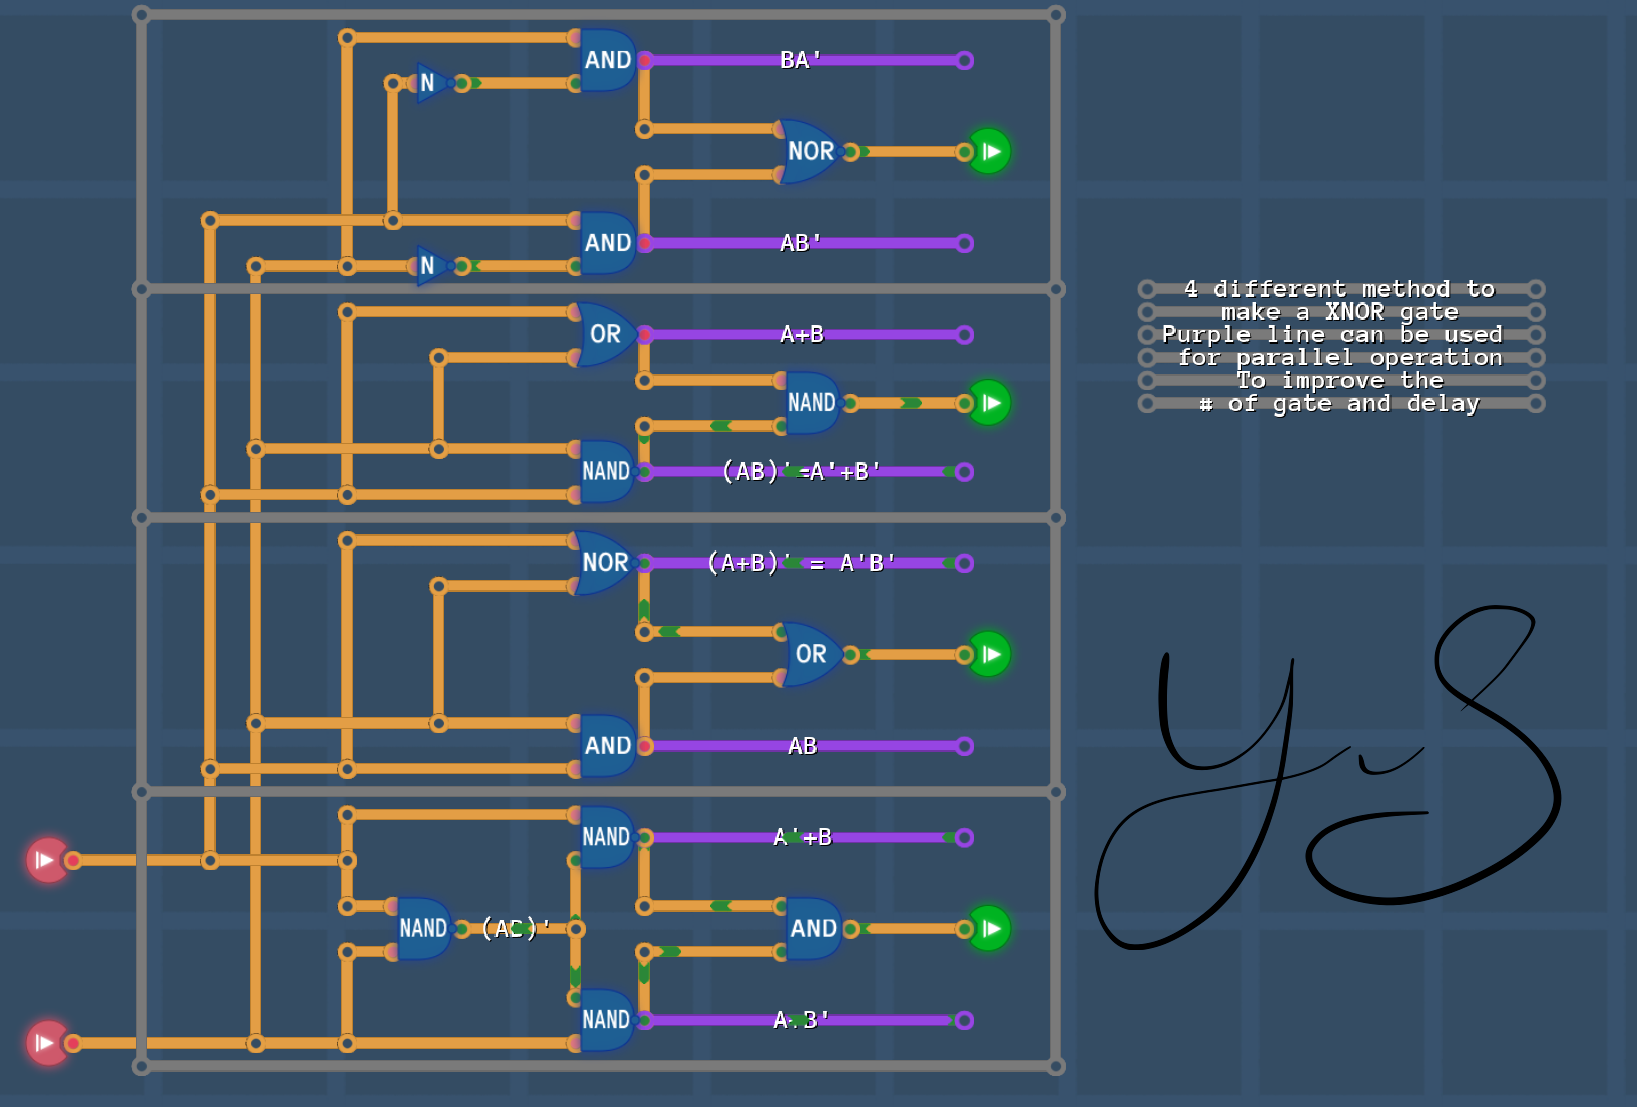 AND
BA'
N
NOR
AND
AB'
N
OR
A+B
NAND
NAND
(AB)'=A'+B'
NOR
(A+B)' = A'B'
OR
AND
AB
NAND
A'+B
NAND
(AB)'
AND
NAND
A+B'
4 different method to
make a XNOR gate
Purple line can be used
for parallel operation
To improve the
# of gate and delay